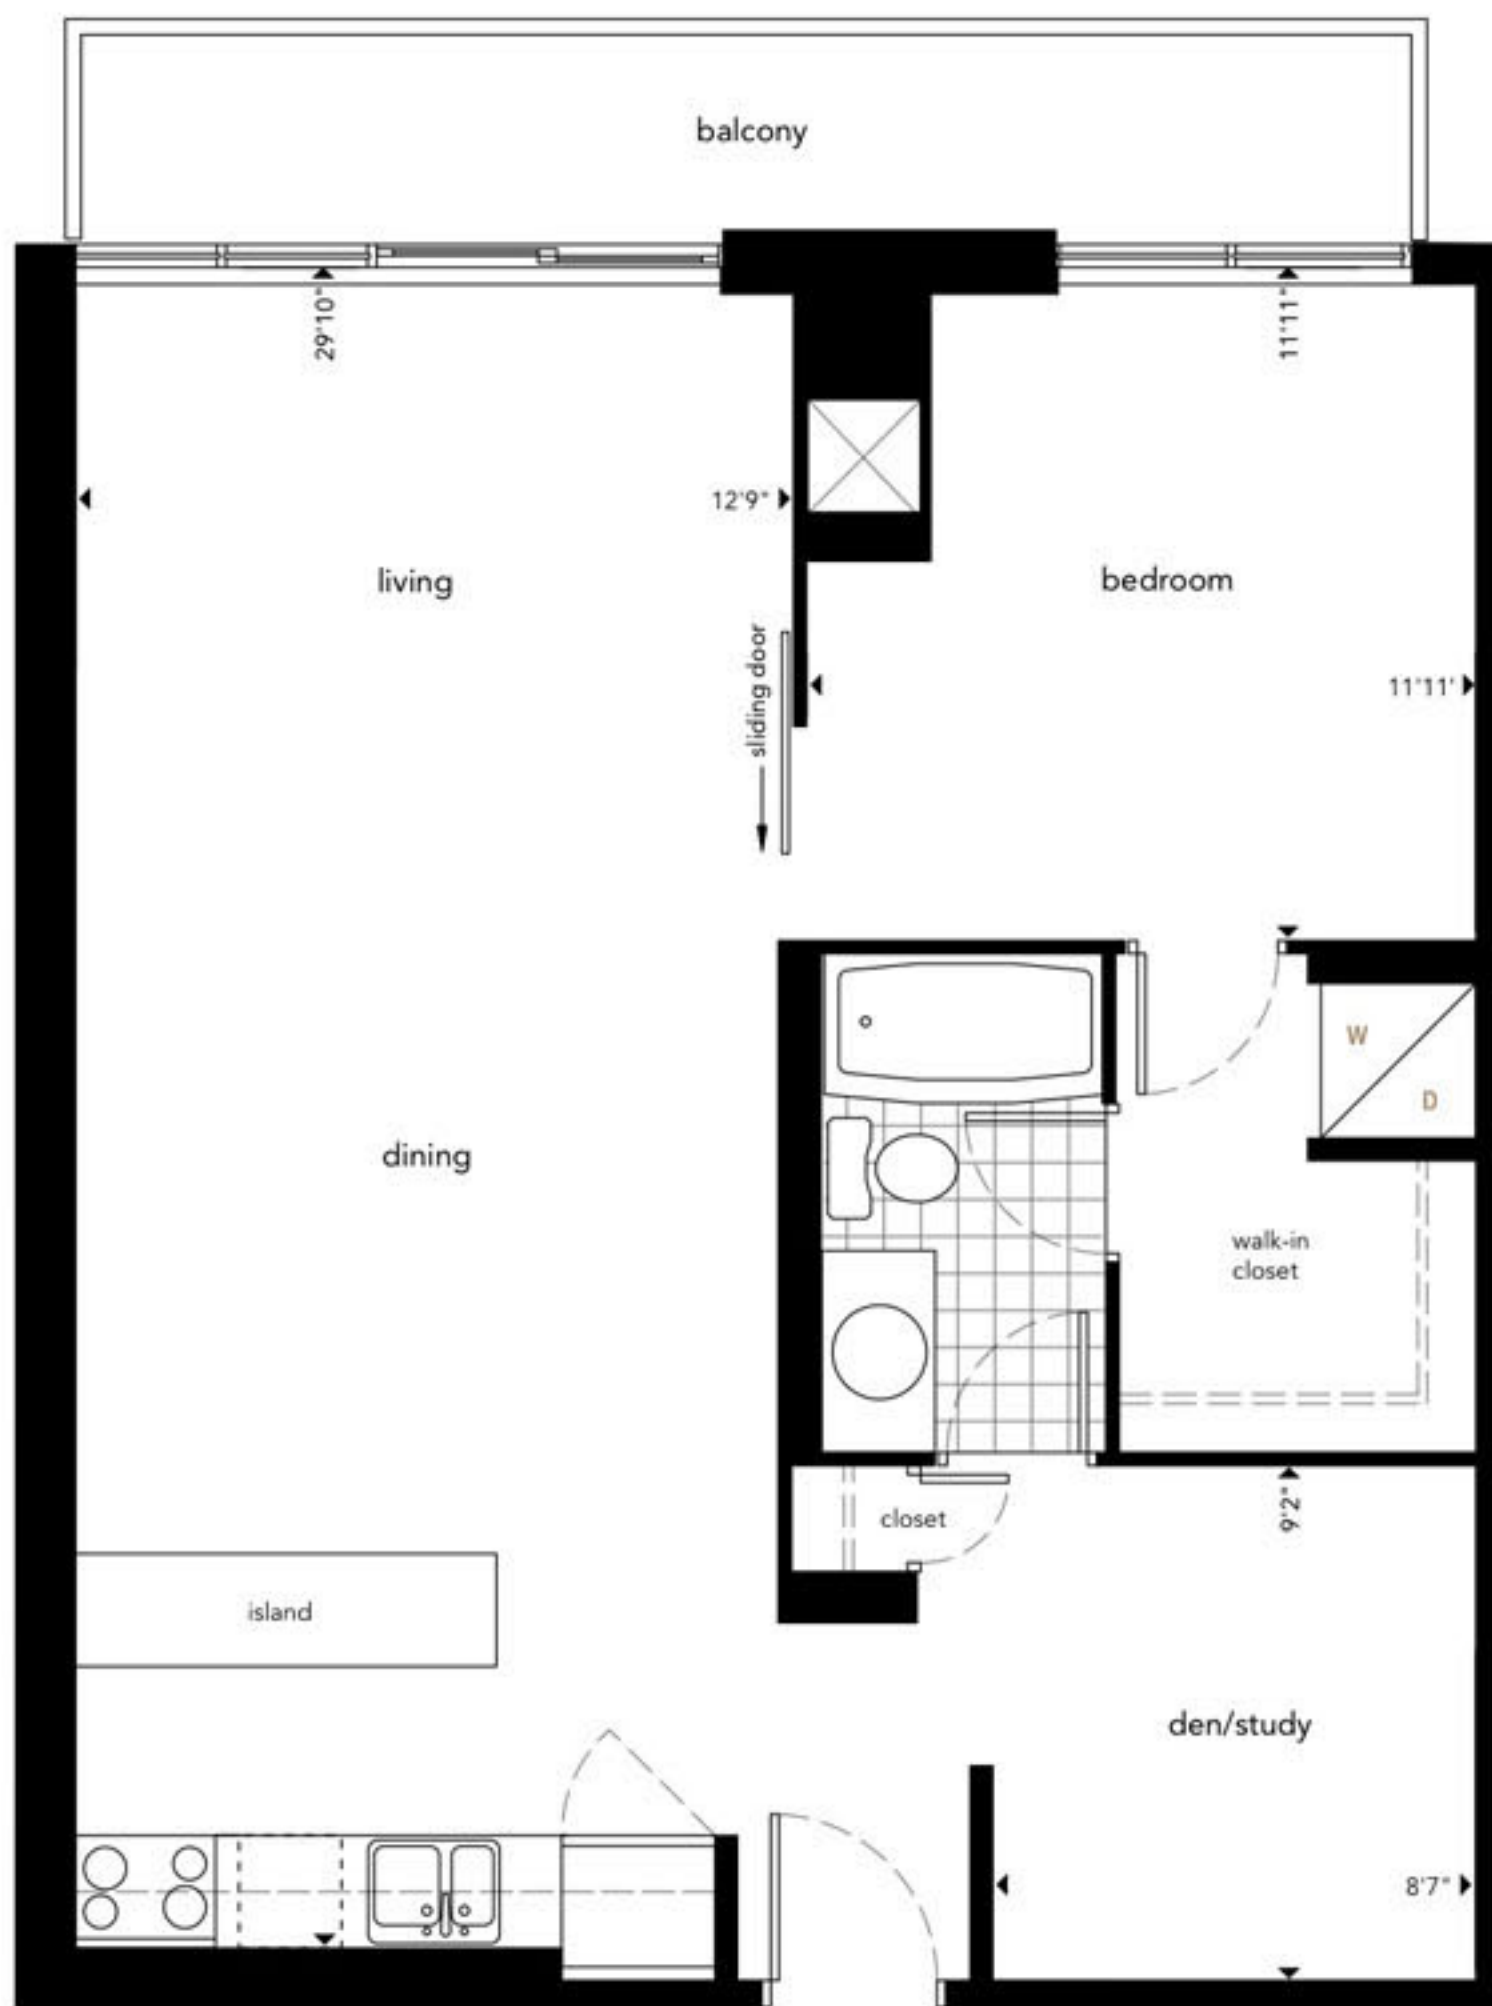 balcony
29'10"
11'11"
12'9"
living
bedroom
sliding door
11'11'
W
D
dining
walk-in
closet
closet
9'2"
island
den/study
8'7"